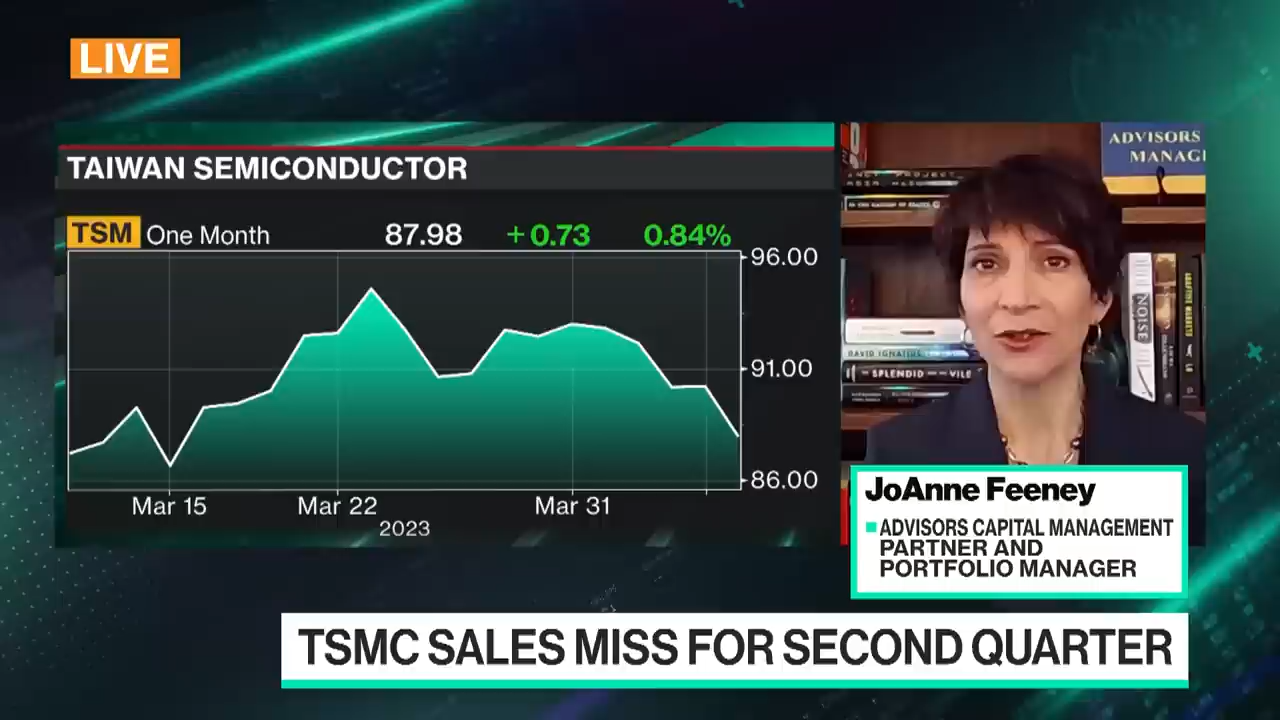 LIVE
TAIWAN SEMICONDUCTOR
TSM One Month 87.98 +0.73 0.84%
96.00
91.00
86.00
Mar 15 Mar 22 Mar 31
2023
ADVISORS
MANAG
NOISE
DAVID IGNATIUS
SPLENDID AND THE VILE
JoAnne Feeney
ADVISORS CAPITAL MANAGEMENT
PARTNER AND
PORTFOLIO MANAGER
TSMC SALES MISS FOR SECOND QUARTER